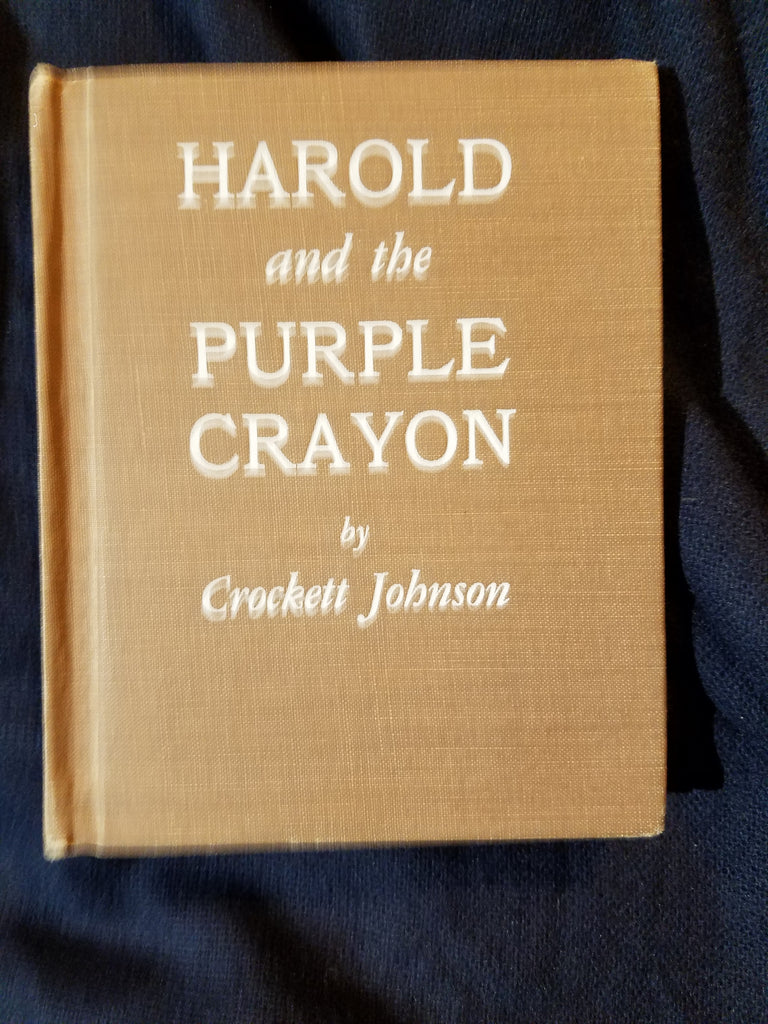 HAROLD
and the
PURPLE
CRAYON
by
Crockett Johnson